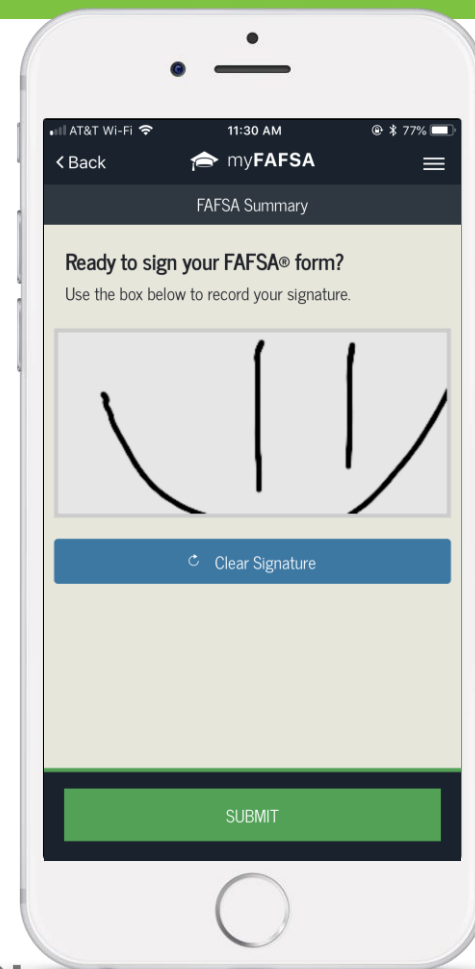 AT&T Wi-Fi 11:30 AM 77%
Back myFAFSA
FAFSA Summary
Ready to sign your FAFSA® form?
Use the box below to record your signature.
Clear Signature
SUBMIT